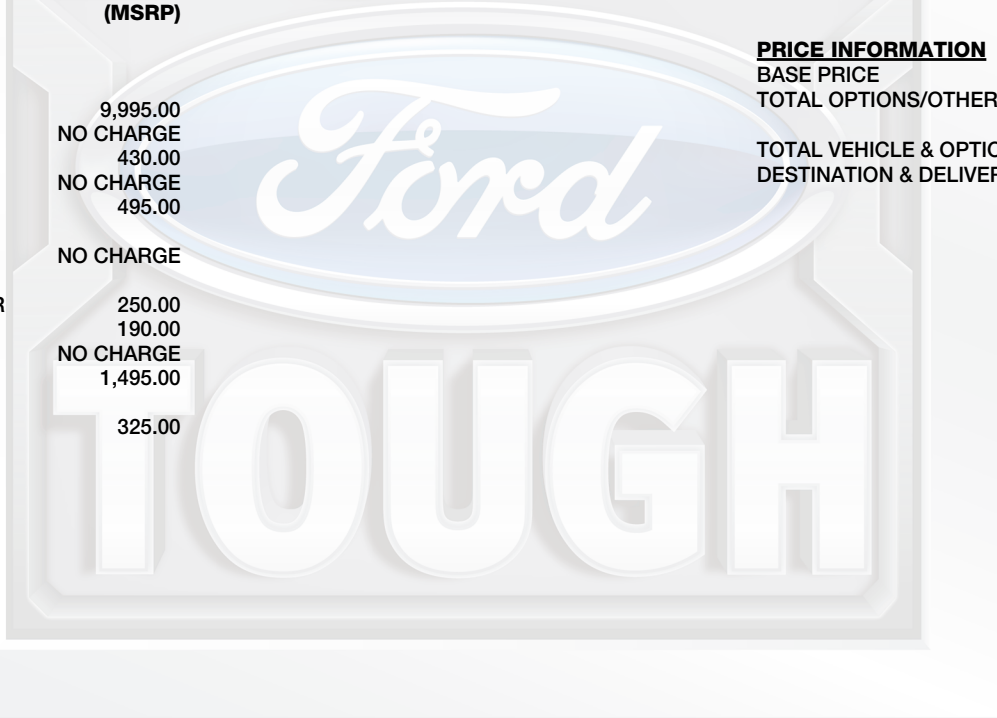 (MSRP)
9,995.00
NO CHARGE
430.00
NO CHARGE
495.00
NO CHARGE
R 250.00
190.00
NO CHARGE
1,495.00
325.00
PRICE INFORMATION
BASE PRICE
TOTAL OPTIONS/OTHER
TOTAL VEHICLE & OPTIO
DESTINATION & DELIVER
Ford
TOUGH